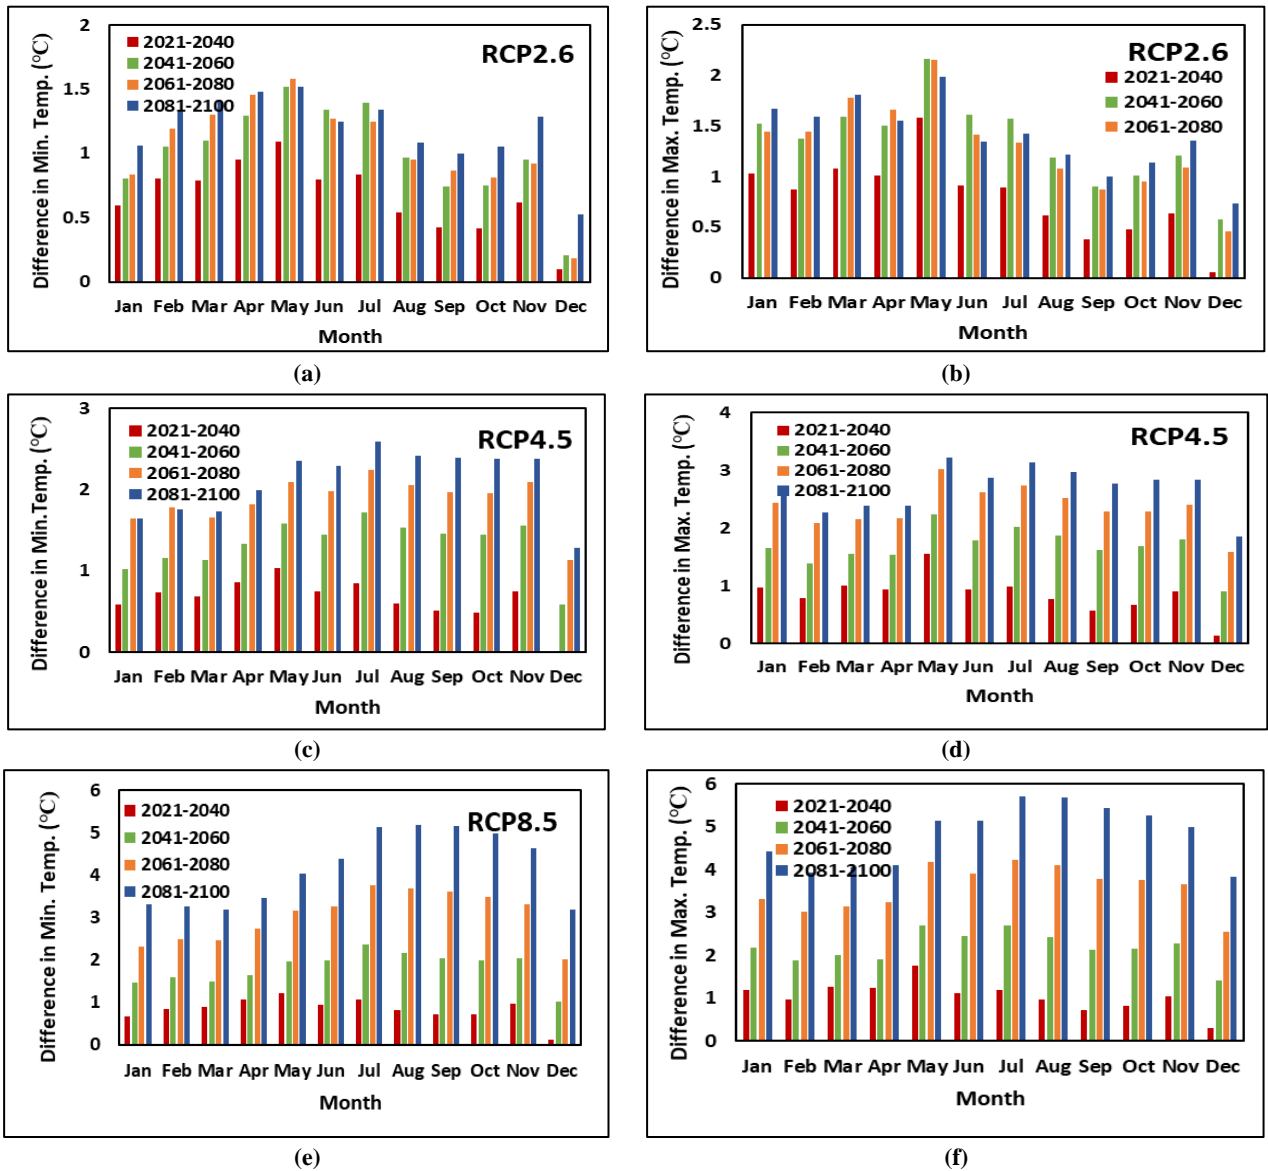 2
1.5
1
0.5
0
Difference in Min. Temp. (°C)
2021-2040
2041-2060
2061-2080
2081-2100
RCP2.6
Jan Feb Mar Apr May Jun Jul Aug Sep Oct Nov Dec
Month
(a)
2.5
2
1.5
1
0.5
0
Difference in Max. Temp. (°C)
RCP2.6
2021-2040
2041-2060
2061-2080
Jan Feb Mar Apr May Jun Jul Aug Sep Oct Nov Dec
Month
(b)
3
2
1
0
Difference in Min.Temp. (°C)
2021-2040
2041-2060
2061-2080
2081-2100
RCP4.5
Jan Feb Mar Apr May Jun Jul Aug Sep Oct Nov Dec
Month
(c)
4
3
2
1
0
Difference in Max. Temp. (°C)
2021-2040
2041-2060
2061-2080
2081-2100
RCP4.5
Jan Feb Mar Apr May Jun Jul Aug Sep Oct Nov Dec
Month
(d)
6
5
4
3
2
1
0
Difference in Min. Temp. (°C)
2021-2040
2041-2060
2061-2080
2081-2100
RCP8.5
Jan Feb Mar Apr May Jun Jul Aug Sep Oct Nov Dec
Month
(e)
6
5
4
3
2
1
0
Difference in Max. Temp. (°C)
2021-2040
2041-2060
2061-2080
2081-2100
Jan Feb Mar Apr May Jun Jul Aug Sep Oct Nov Dec
Month
(f)